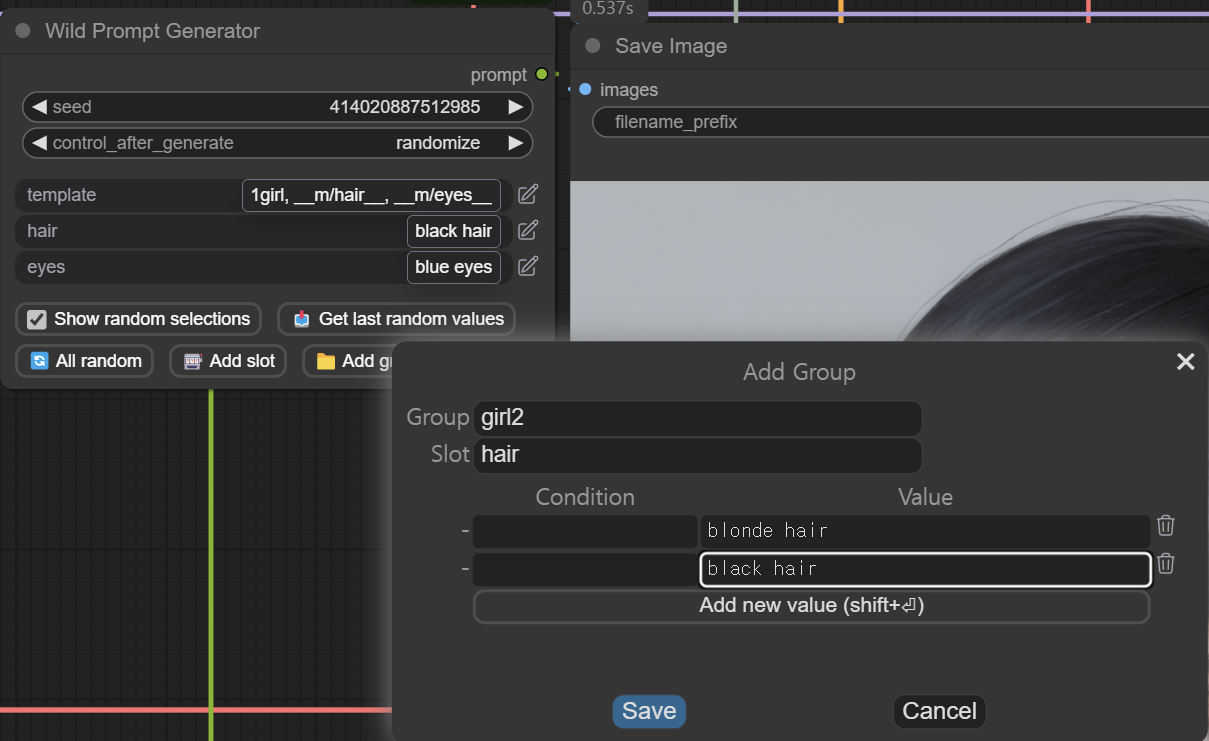 0.537s
Wild Prompt Generator
prompt
seed 414020887512985
control_after_generate randomize
template 1girl, __m/hair__, __m/eyes__
hair black hair
eyes blue eyes
Show random selections Get last random values
All random Add slot Add gr
Save Image
images
filename_prefix
Add Group
Group girl2
Slot hair
Condition Value
- blonde hair
- black hair
Add new value (shift+⏎)
Save Cancel